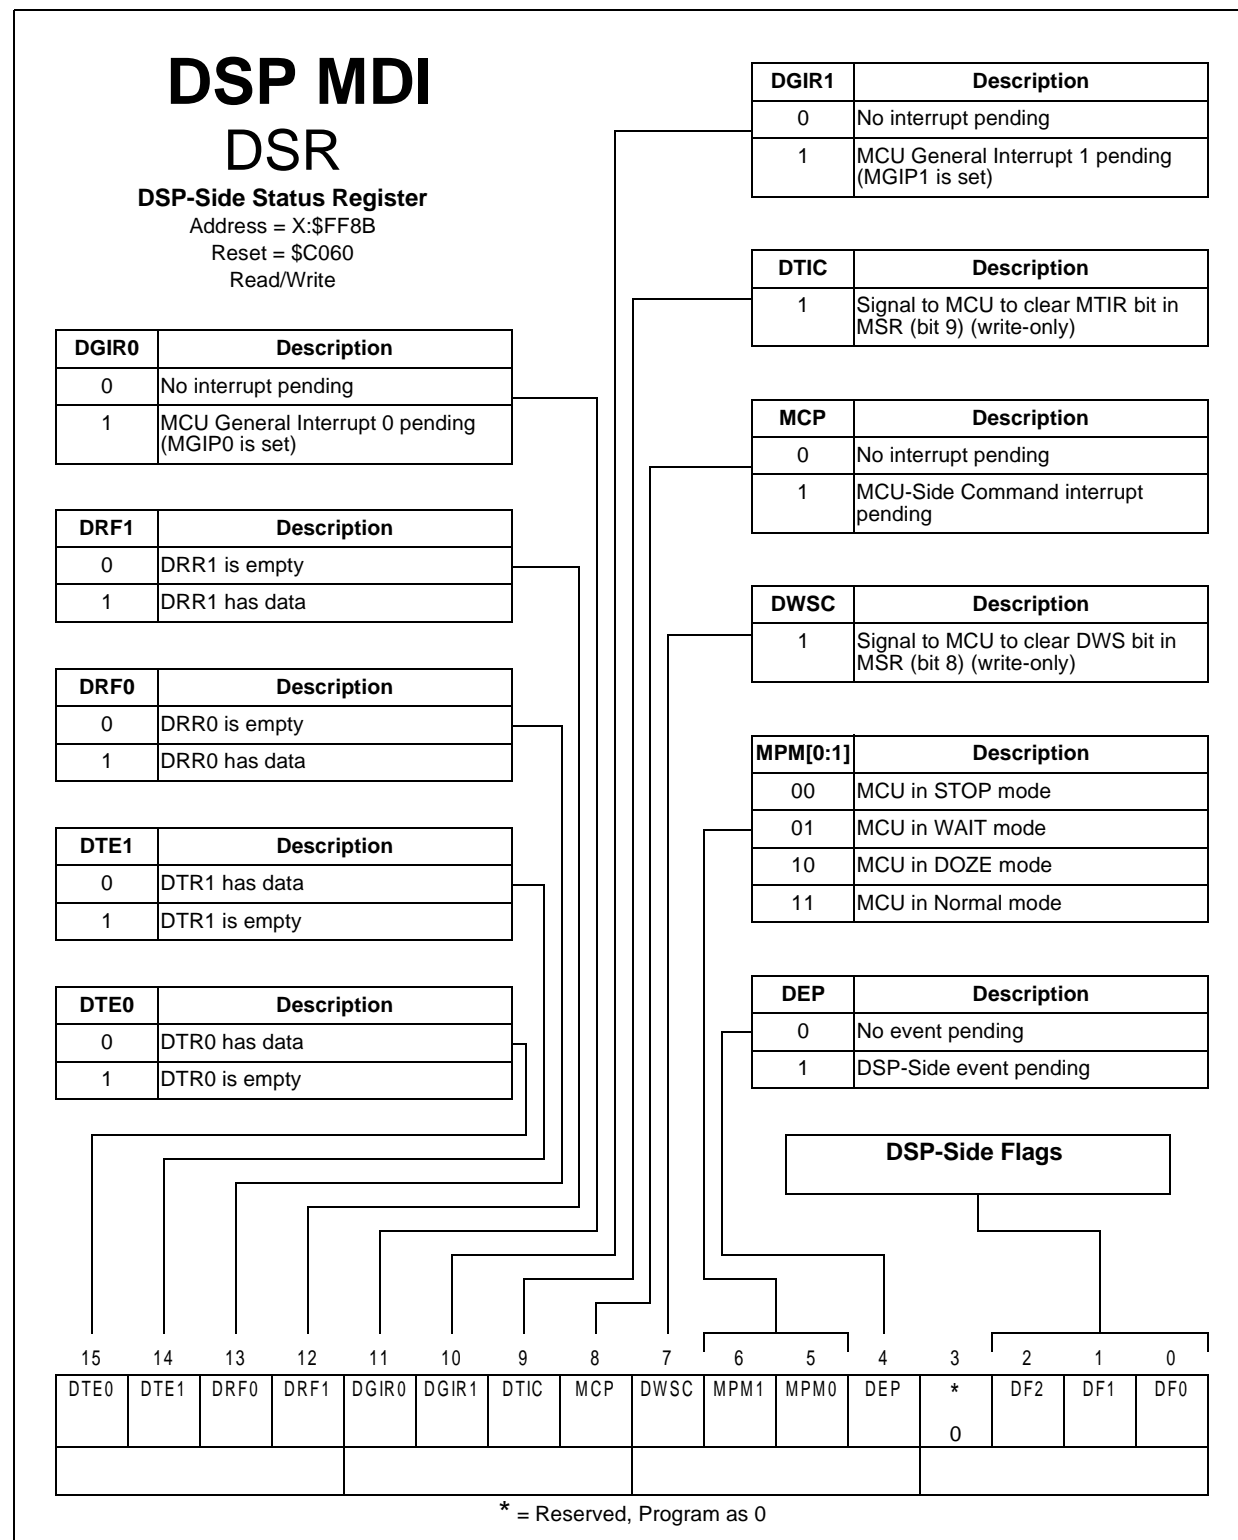 DSP MDI
DSR
DSP-Side Status Register
Address = X:$FF8B
Reset = $C060
Read/Write
DGIR0 Description
0 No interrupt pending
1 MCU General Interrupt 0 pending
(MGIP0 is set)
DRF1 Description
0 DRR1 is empty
1 DRR1 has data
DRF0 Description
0 DRR0 is empty
1 DRR0 has data
DTE1 Description
0 DTR1 has data
1 DTR1 is empty
DTE0 Description
0 DTR0 has data
1 DTR0 is empty
DGIR1 Description
0 No interrupt pending
1 MCU General Interrupt 1 pending
(MGIP1 is set)
DTIC Description
1 Signal to MCU to clear MTIR bit in
MSR (bit 9) (write-only)
MCP Description
0 No interrupt pending
1 MCU-Side Command interrupt
pending
DWSC Description
1 Signal to MCU to clear DWS bit in
MSR (bit 8) (write-only)
MPM[0:1] Description
00 MCU in STOP mode
01 MCU in WAIT mode
10 MCU in DOZE mode
11 MCU in Normal mode
DEP Description
0 No event pending
1 DSP-Side event pending
DSP-Side Flags
15 14 13 12 11 10 9 8 7 6 5 4 3 2 1 0
DTE0 DTE1 DRF0 DRF1 DGIR0 DGIR1 DTIC MCP DWSC MPM1 MPM0 DEP * DF2 DF1 DF0
0
* = Reserved, Program as 0